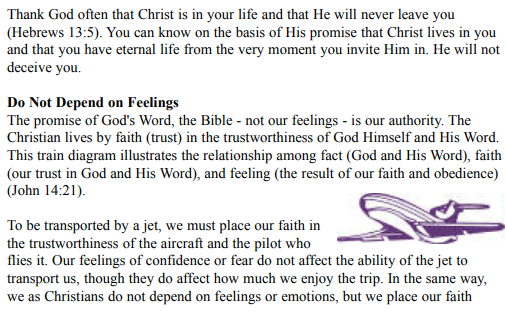 Thank God often that Christ is in your life and that He will never leave you
(Hebrews 13:5). You can know on the basis of His promise that Christ lives in you
and that you have eternal life from the very moment you invite Him in. He will not
deceive you.
Do Not Depend on Feelings
The promise of God's Word, the Bible - not our feelings - is our authority. The
Christian lives by faith (trust) in the trustworthiness of God Himself and His Word.
This train diagram illustrates the relationship among fact (God and His Word), faith
(our trust in God and His Word), and feeling (the result of our faith and obedience)
(John 14:21).
To be transported by a jet, we must place our faith in
the trustworthiness of the aircraft and the pilot who
flies it. Our feelings of confidence or fear do not affect the ability of the jet to
transport us, though they do affect how much we enjoy the trip. In the same way,
we as Christians do not depend on feelings or emotions, but we place our faith